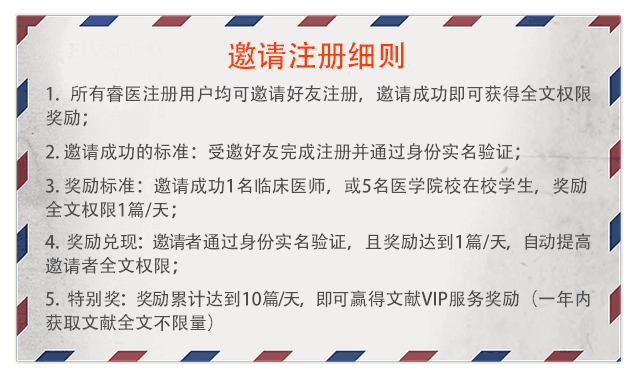 邀请注册细则
1. 所有睿医注册用户均可邀请好友注册，邀请成功即可获得全文权限
奖励；
2. 邀请成功的标准：受邀好友完成注册并通过身份实名验证；
3. 奖励标准：邀请成功1名临床医师，或5名医学院校在校学生，奖励
全文权限1篇/天；
4. 奖励兑现: 邀请者通过身份实名验证，且奖励达到1篇/天, 自动提高
邀请者全文权限；
5. 特别奖: 奖励累计达到10篇/天，即可赢得文献VIP服务奖励（一年内
获取文献全文不限量）